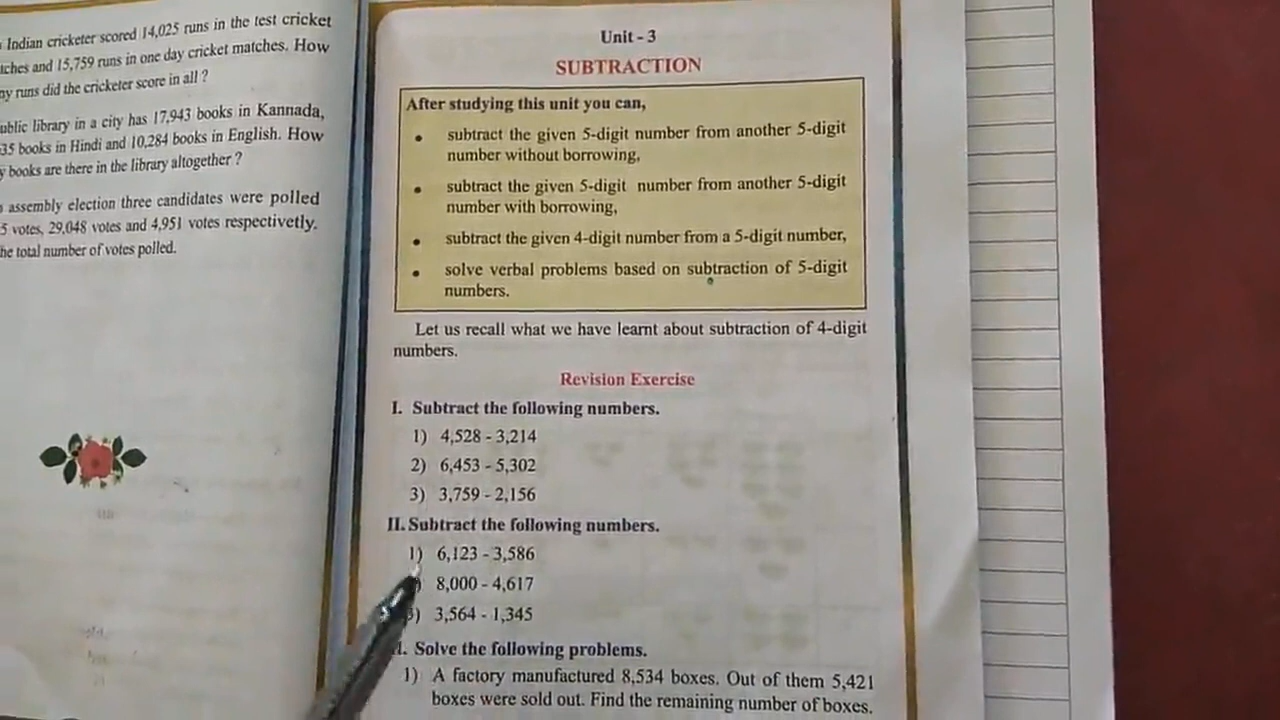 Indian cricketer scored 14,025 runs in the test cricket
and 15,759 runs in one day cricket matches. How
runs did the cricketer score in all ?
library in a city has 17,943 books in Kannada,
books in Hindi and 10,284 books in English. How
books are there in the library altogether ?
assembly election three candidates were polled
5 votes, 29,048 votes and 4,951 votes respectivetly.
total number of votes polled.
Unit - 3
SUBTRACTION
After studying this unit you can,
• subtract the given 5-digit number from another 5-digit
number without borrowing,
• subtract the given 5-digit number from another 5-digit
number with borrowing,
• subtract the given 4-digit number from a 5-digit number,
• solve verbal problems based on subtraction of 5-digit
numbers.
Let us recall what we have learnt about subtraction of 4-digit
numbers.
Revision Exercise
I. Subtract the following numbers.
1) 4,528 - 3,214
2) 6,453 - 5,302
3) 3,759 - 2,156
II. Subtract the following numbers.
1) 6,123 - 3,586
) 8,000 - 4,617
3) 3,564 - 1,345
I. Solve the following problems.
1) A factory manufactured 8,534 boxes. Out of them 5,421
boxes were sold out. Find the remaining number of boxes.